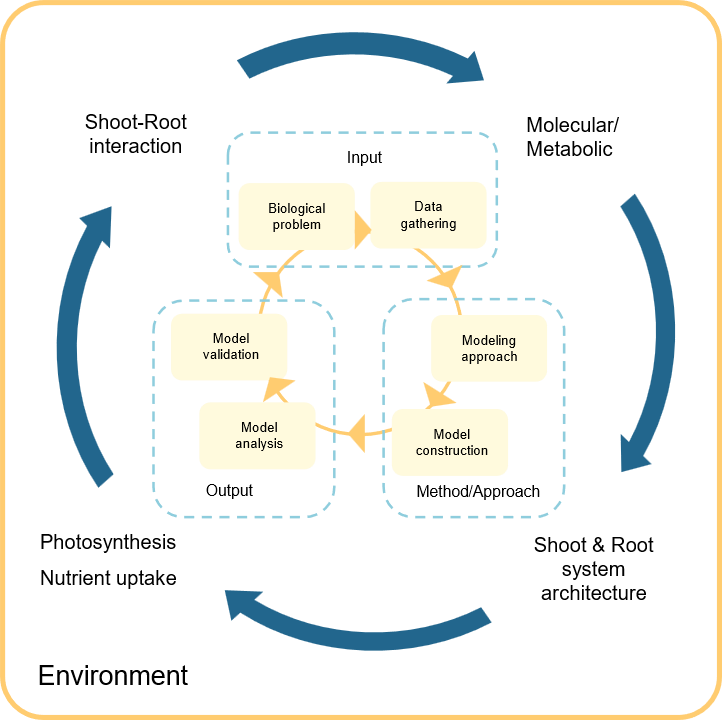 Shoot-Root
interaction
Molecular/
Metabolic
Input
Biological
problem
Data
gathering
Model
validation
Modeling
approach
Model
analysis
Model
construction
Output
Method/Approach
Photosynthesis
Nutrient uptake
Shoot & Root
system
architecture
Environment